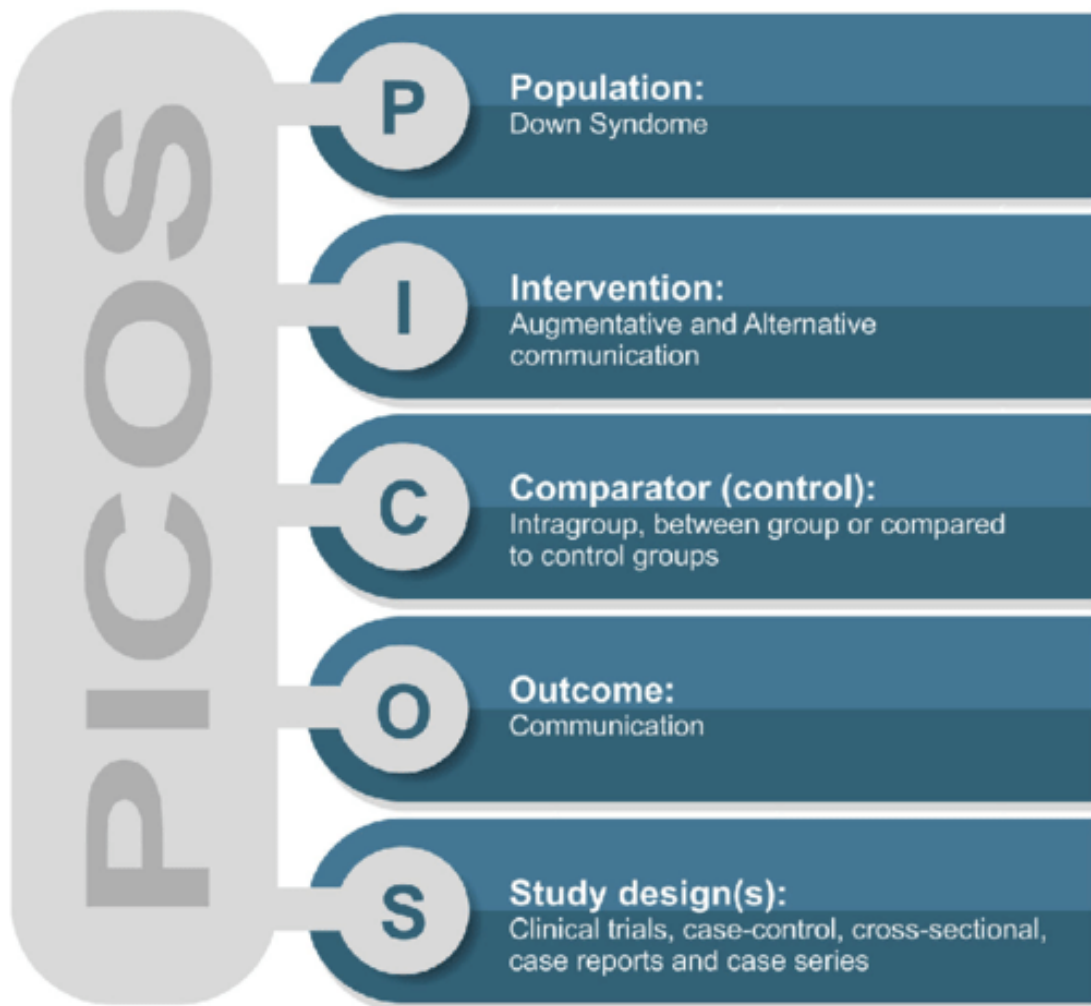 PICOS
P
Population:
Down Syndome
I
Intervention:
Augmentative and Alternative
communication
C
Comparator (control):
Intragroup, between group or compared
to control groups
O
Outcome:
Communication
S
Study design(s):
Clinical trials, case-control, cross-sectional,
case reports and case series